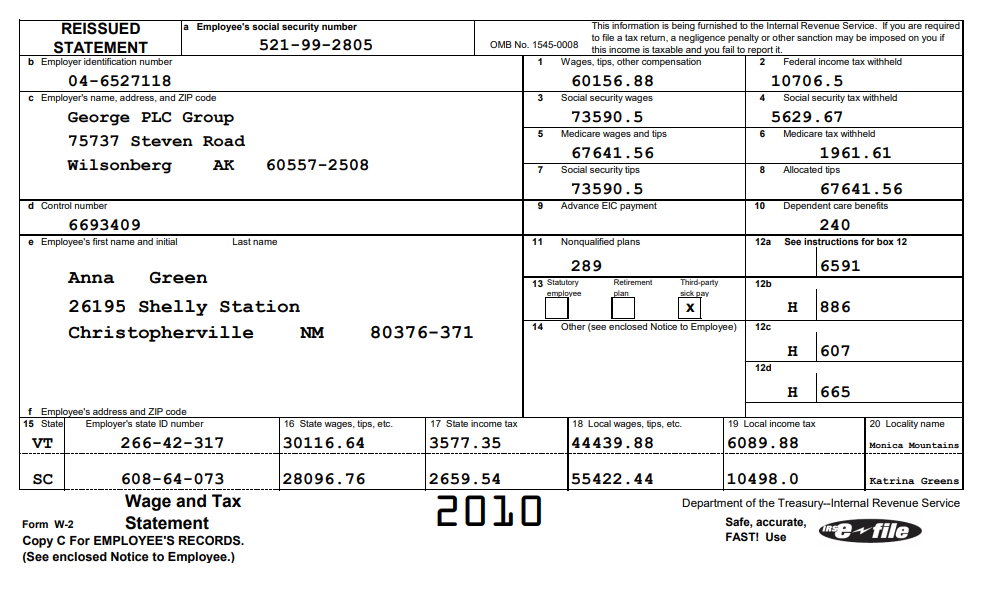 REISSUED STATEMENT
a Employee's social security number
521-99-2805
OMB No. 1545-0008
This information is being furnished to the Internal Revenue Service. If you are required
to file a tax return, a negligence penalty or other sanction may be imposed on you if
this income is taxable and you fail to report it.
b Employer identification number
04-6527118
1 Wages, tips, other compensation
60156.88
2 Federal income tax withheld
10706.5
c Employer's name, address, and ZIP code
George PLC Group
75737 Steven Road
Wilsonberg AK 60557-2508
3 Social security wages
73590.5
4 Social security tax withheld
5629.67
5 Medicare wages and tips
67641.56
6 Medicare tax withheld
1961.61
7 Social security tips
73590.5
8 Allocated tips
67641.56
d Control number
6693409
9 Advance EIC payment
10 Dependent care benefits
240
e Employee's first name and initial Last name
Anna Green
26195 Shelly Station
Christopherville NM 80376-371
11 Nonqualified plans
289
12a See instructions for box 12
6591
13 Statutory employee
Retirement plan
Third-party sick pay
x
12b
H 886
14 Other (see enclosed Notice to Employee)
12c
H 607
12d
H 665
f Employee's address and ZIP code
15 State Employer's state ID number 16 State wages, tips, etc. 17 State income tax 18 Local wages, tips, etc. 19 Local income tax 20 Locality name
VT 266-42-317 30116.64 3577.35 44439.88 6089.88 Monica Mountains
SC 608-64-073 28096.76 2659.54 55422.44 10498.0 Katrina Greens
Form W-2 Wage and Tax Statement
2010
Department of the Treasury--Internal Revenue Service
Copy C For EMPLOYEE'S RECORDS.
(See enclosed Notice to Employee.)
Safe, accurate,
FAST! Use
IRS e file